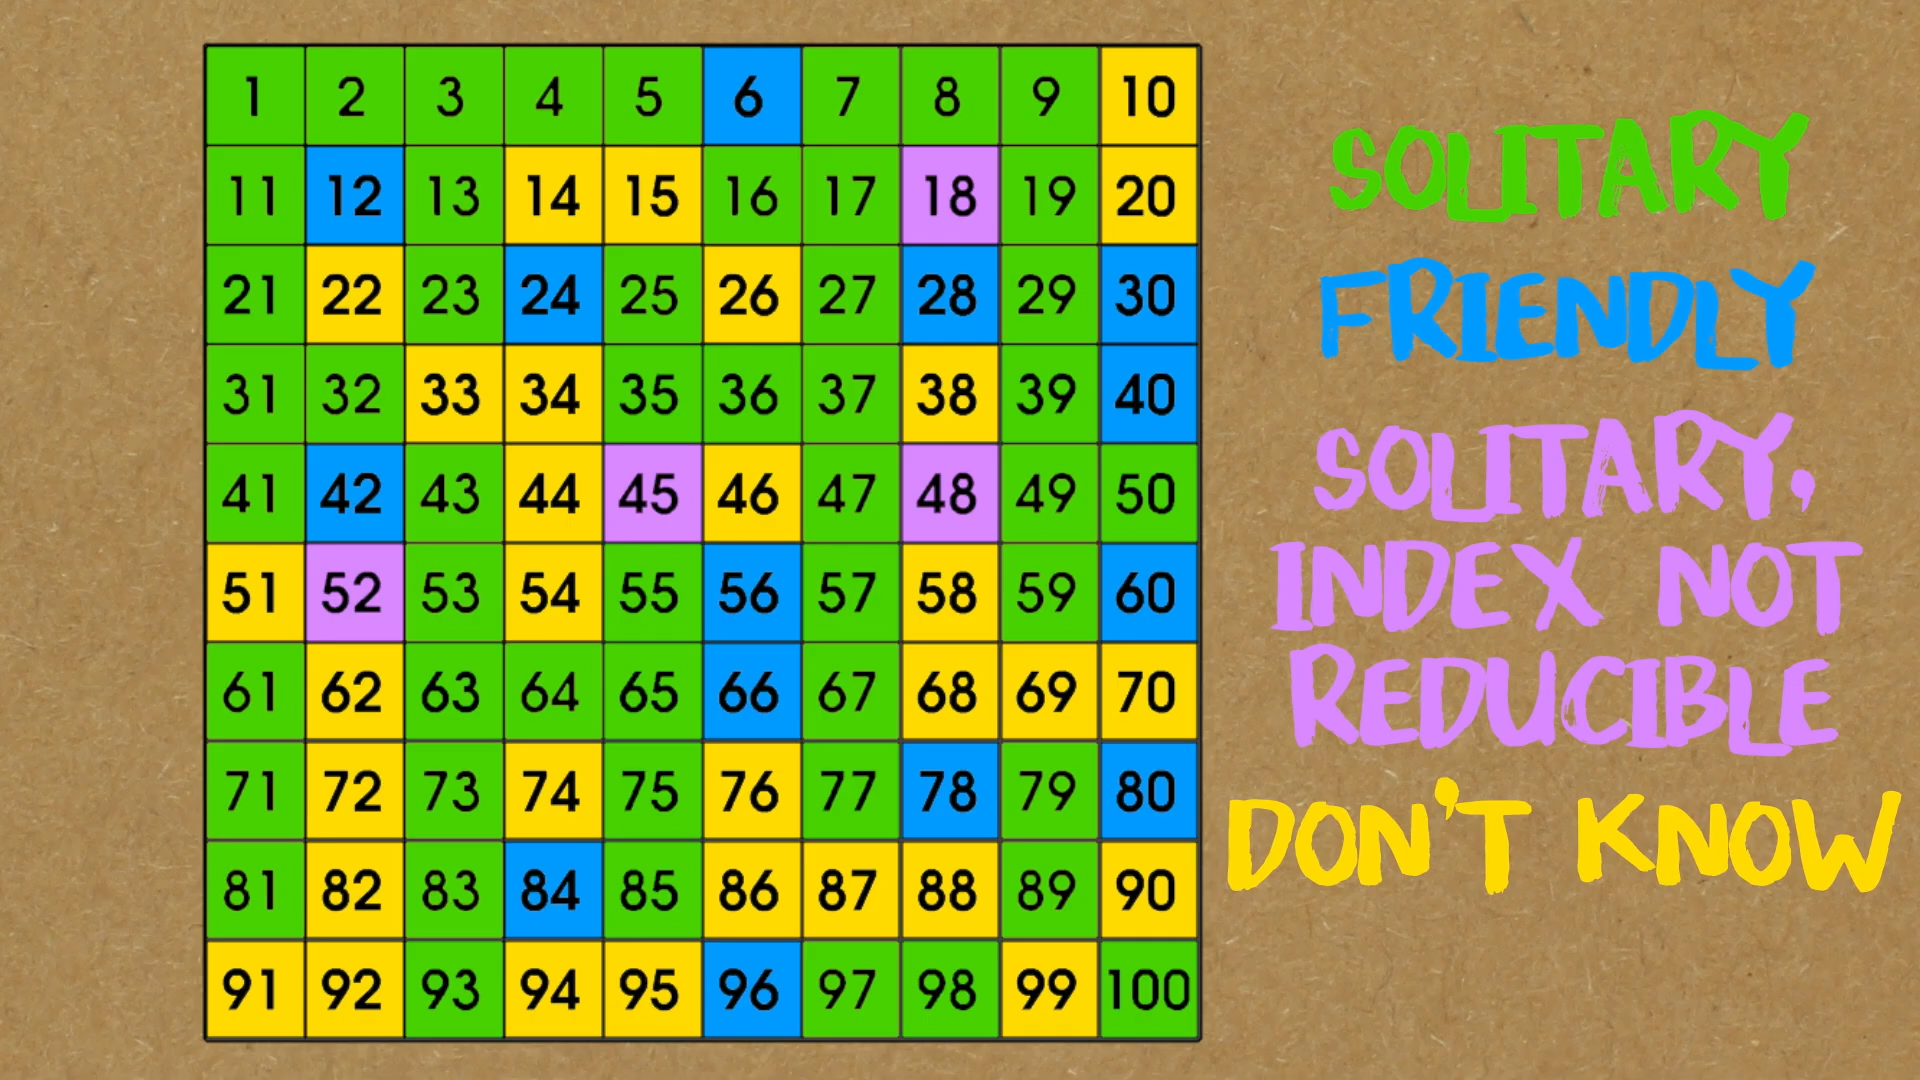 1 2 3 4 5 6 7 8 9 10
11 12 13 14 15 16 17 18 19 20
21 22 23 24 25 26 27 28 29 30
31 32 33 34 35 36 37 38 39 40
41 42 43 44 45 46 47 48 49 50
51 52 53 54 55 56 57 58 59 60
61 62 63 64 65 66 67 68 69 70
71 72 73 74 75 76 77 78 79 80
81 82 83 84 85 86 87 88 89 90
91 92 93 94 95 96 97 98 99 100
SOLITARY
FRIENDLY
SOLITARY,
INDEX NOT
REDUCIBLE
DON'T KNOW